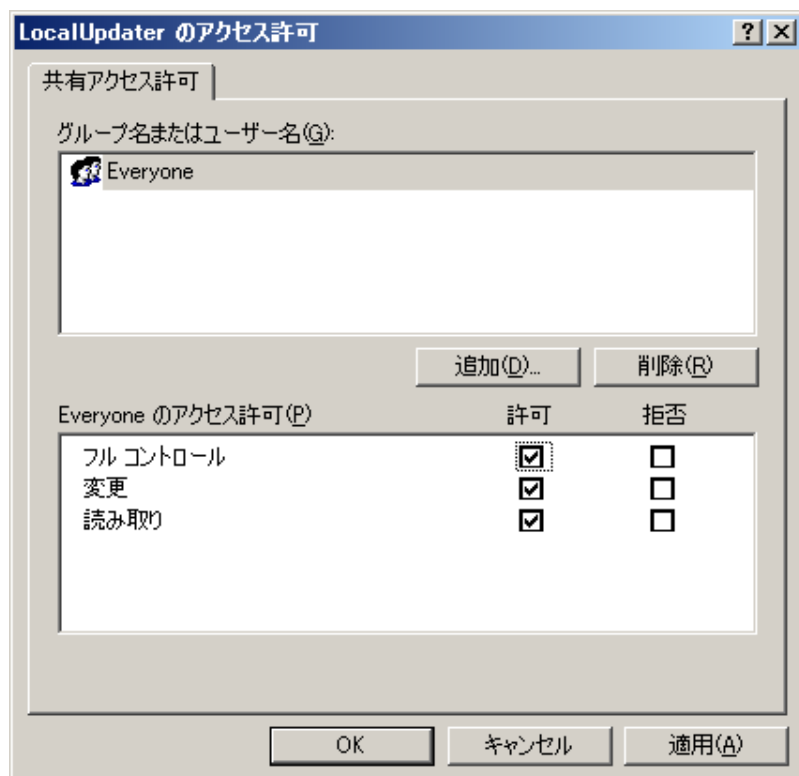 LocalUpdater のアクセス許可
共有アクセス許可
グループ名またはユーザー名(G):
Everyone
追加(D)...
削除(R)
Everyone のアクセス許可(P)
許可
拒否
フル コントロール
変更
読み取り
OK
キャンセル
適用(A)